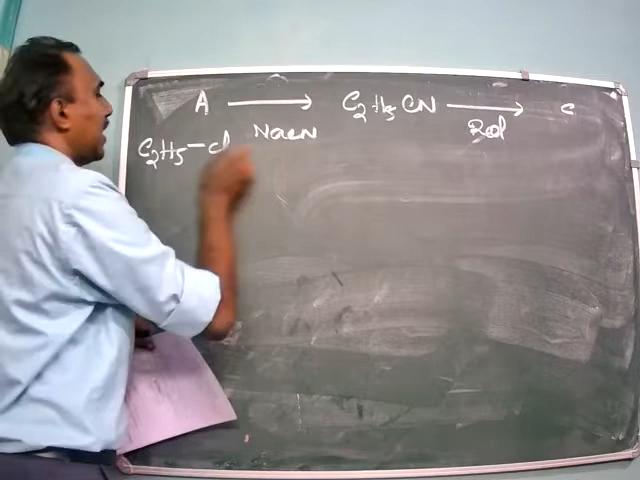 A → C₂H₅CN → C
NaCN Red
C₂H₅-Cl